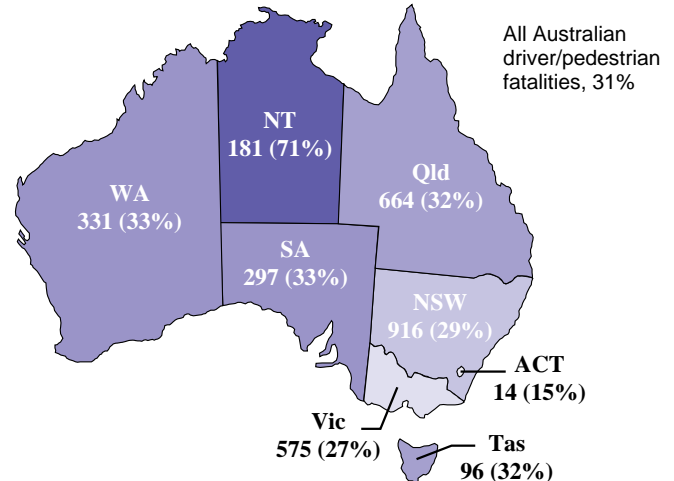 All Australian
driver/pedestrian
fatalities, 31%
NT
181 (71%)
WA
331 (33%)
Qld
664 (32%)
SA
297 (33%)
NSW
916 (29%)
ACT
14 (15%)
Vic
575 (27%)
Tas
96 (32%)